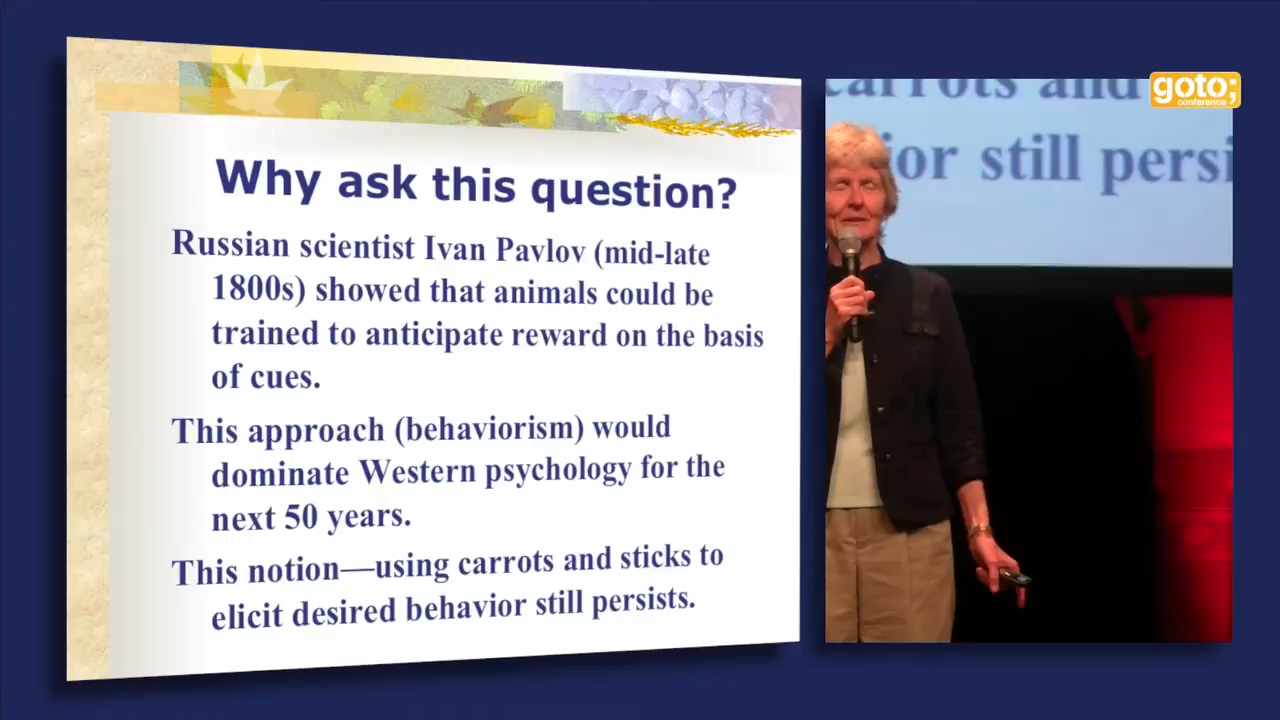 Why ask this question?
Russian scientist Ivan Pavlov (mid-late
1800s) showed that animals could be
trained to anticipate reward on the basis
of cues.
This approach (behaviorism) would
dominate Western psychology for the
next 50 years.
This notion—using carrots and sticks to
elicit desired behavior still persists.
goto;
conference
carrots and
ior still persi